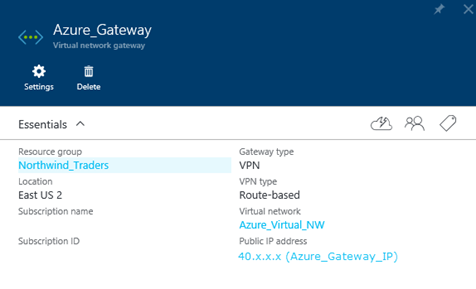 Azure_Gateway
Virtual network gateway
Settings Delete
Essentials
Resource group
Northwind_Traders
Location
East US 2
Subscription name
Subscription ID
Gateway type
VPN
VPN type
Route-based
Virtual network
Azure_Virtual_NW
Public IP address
40.x.x.x (Azure_Gateway_IP)